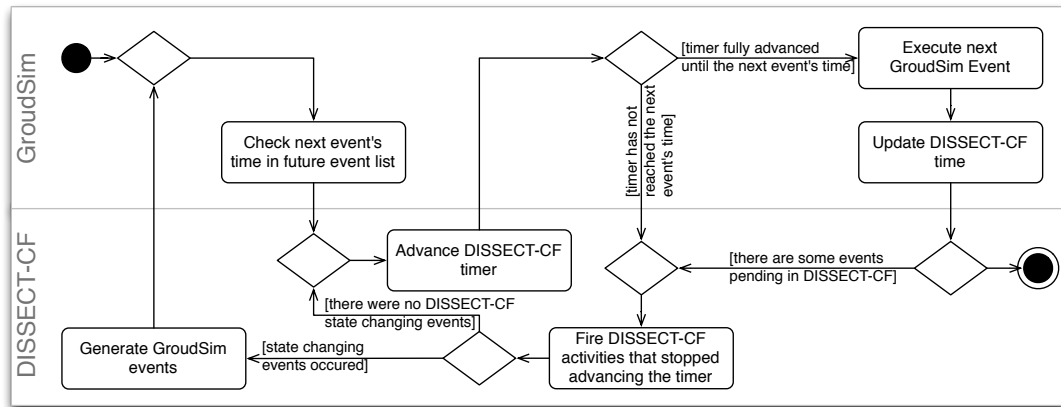 GroudSim
[timer fully advanced
until the next event's time]
Execute next
GroudSim Event
Check next event's
time in future event list
[timer has not
reached the next
event's time]
Update DISSECT-CF
time
DISSECT-CF
Advance DISSECT-CF
timer
[there are some events
pending in DISSECT-CF]
[there were no DISSECT-CF
state changing events]
Generate GroudSim
events
[state changing
events occured]
Fire DISSECT-CF
activities that stopped
advancing the timer